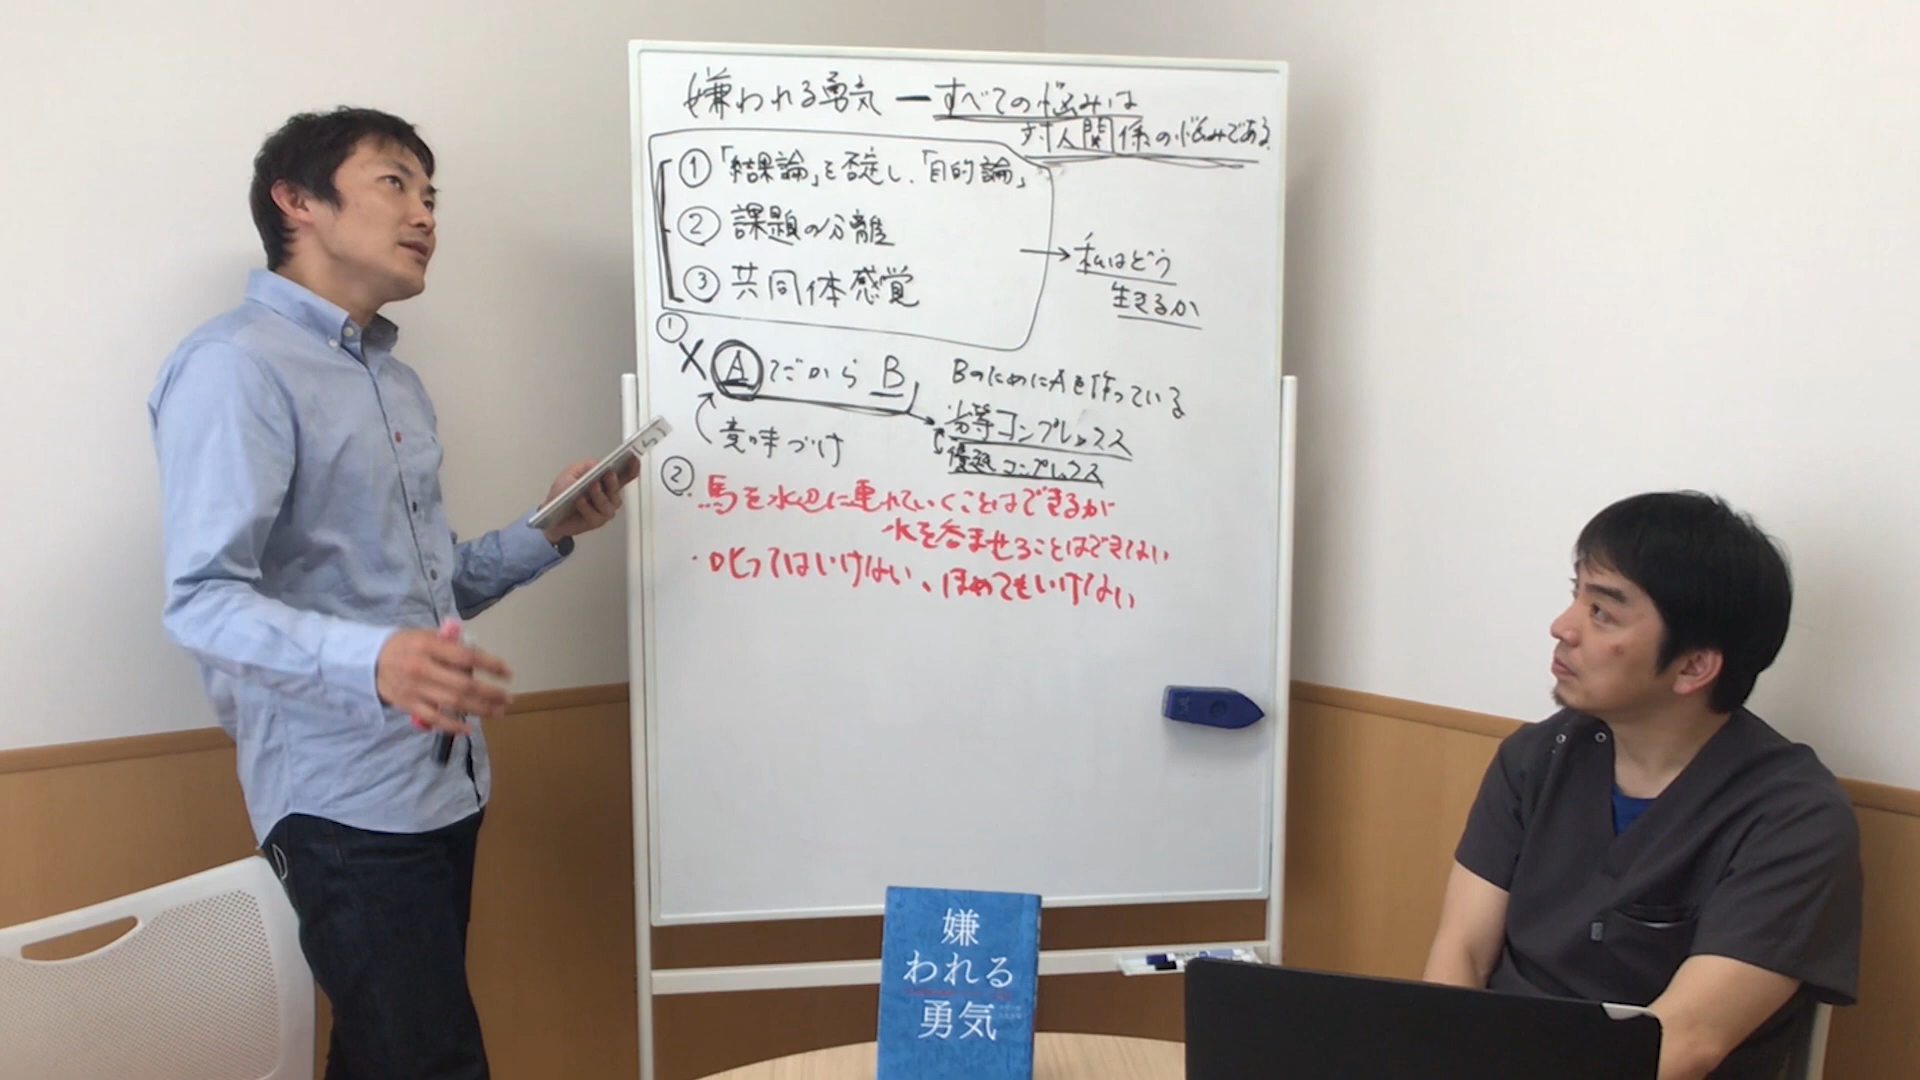 嫌われる勇気 ー すべての悩みは
対人関係の悩みである。
① 「結果論」を否定し、「目的論」
② 課題の分離
③ 共同体感覚
→ 私はどう
生きるか
①
X Aだから B
BのためにAを作っている
意味づけ
劣等コンプレックス
優越コンプレックス
②
・馬を水辺に連れていくことはできるが
水を呑ませることはできない
・叱ってはいけない、ほめてもいけない
嫌
われる
勇気